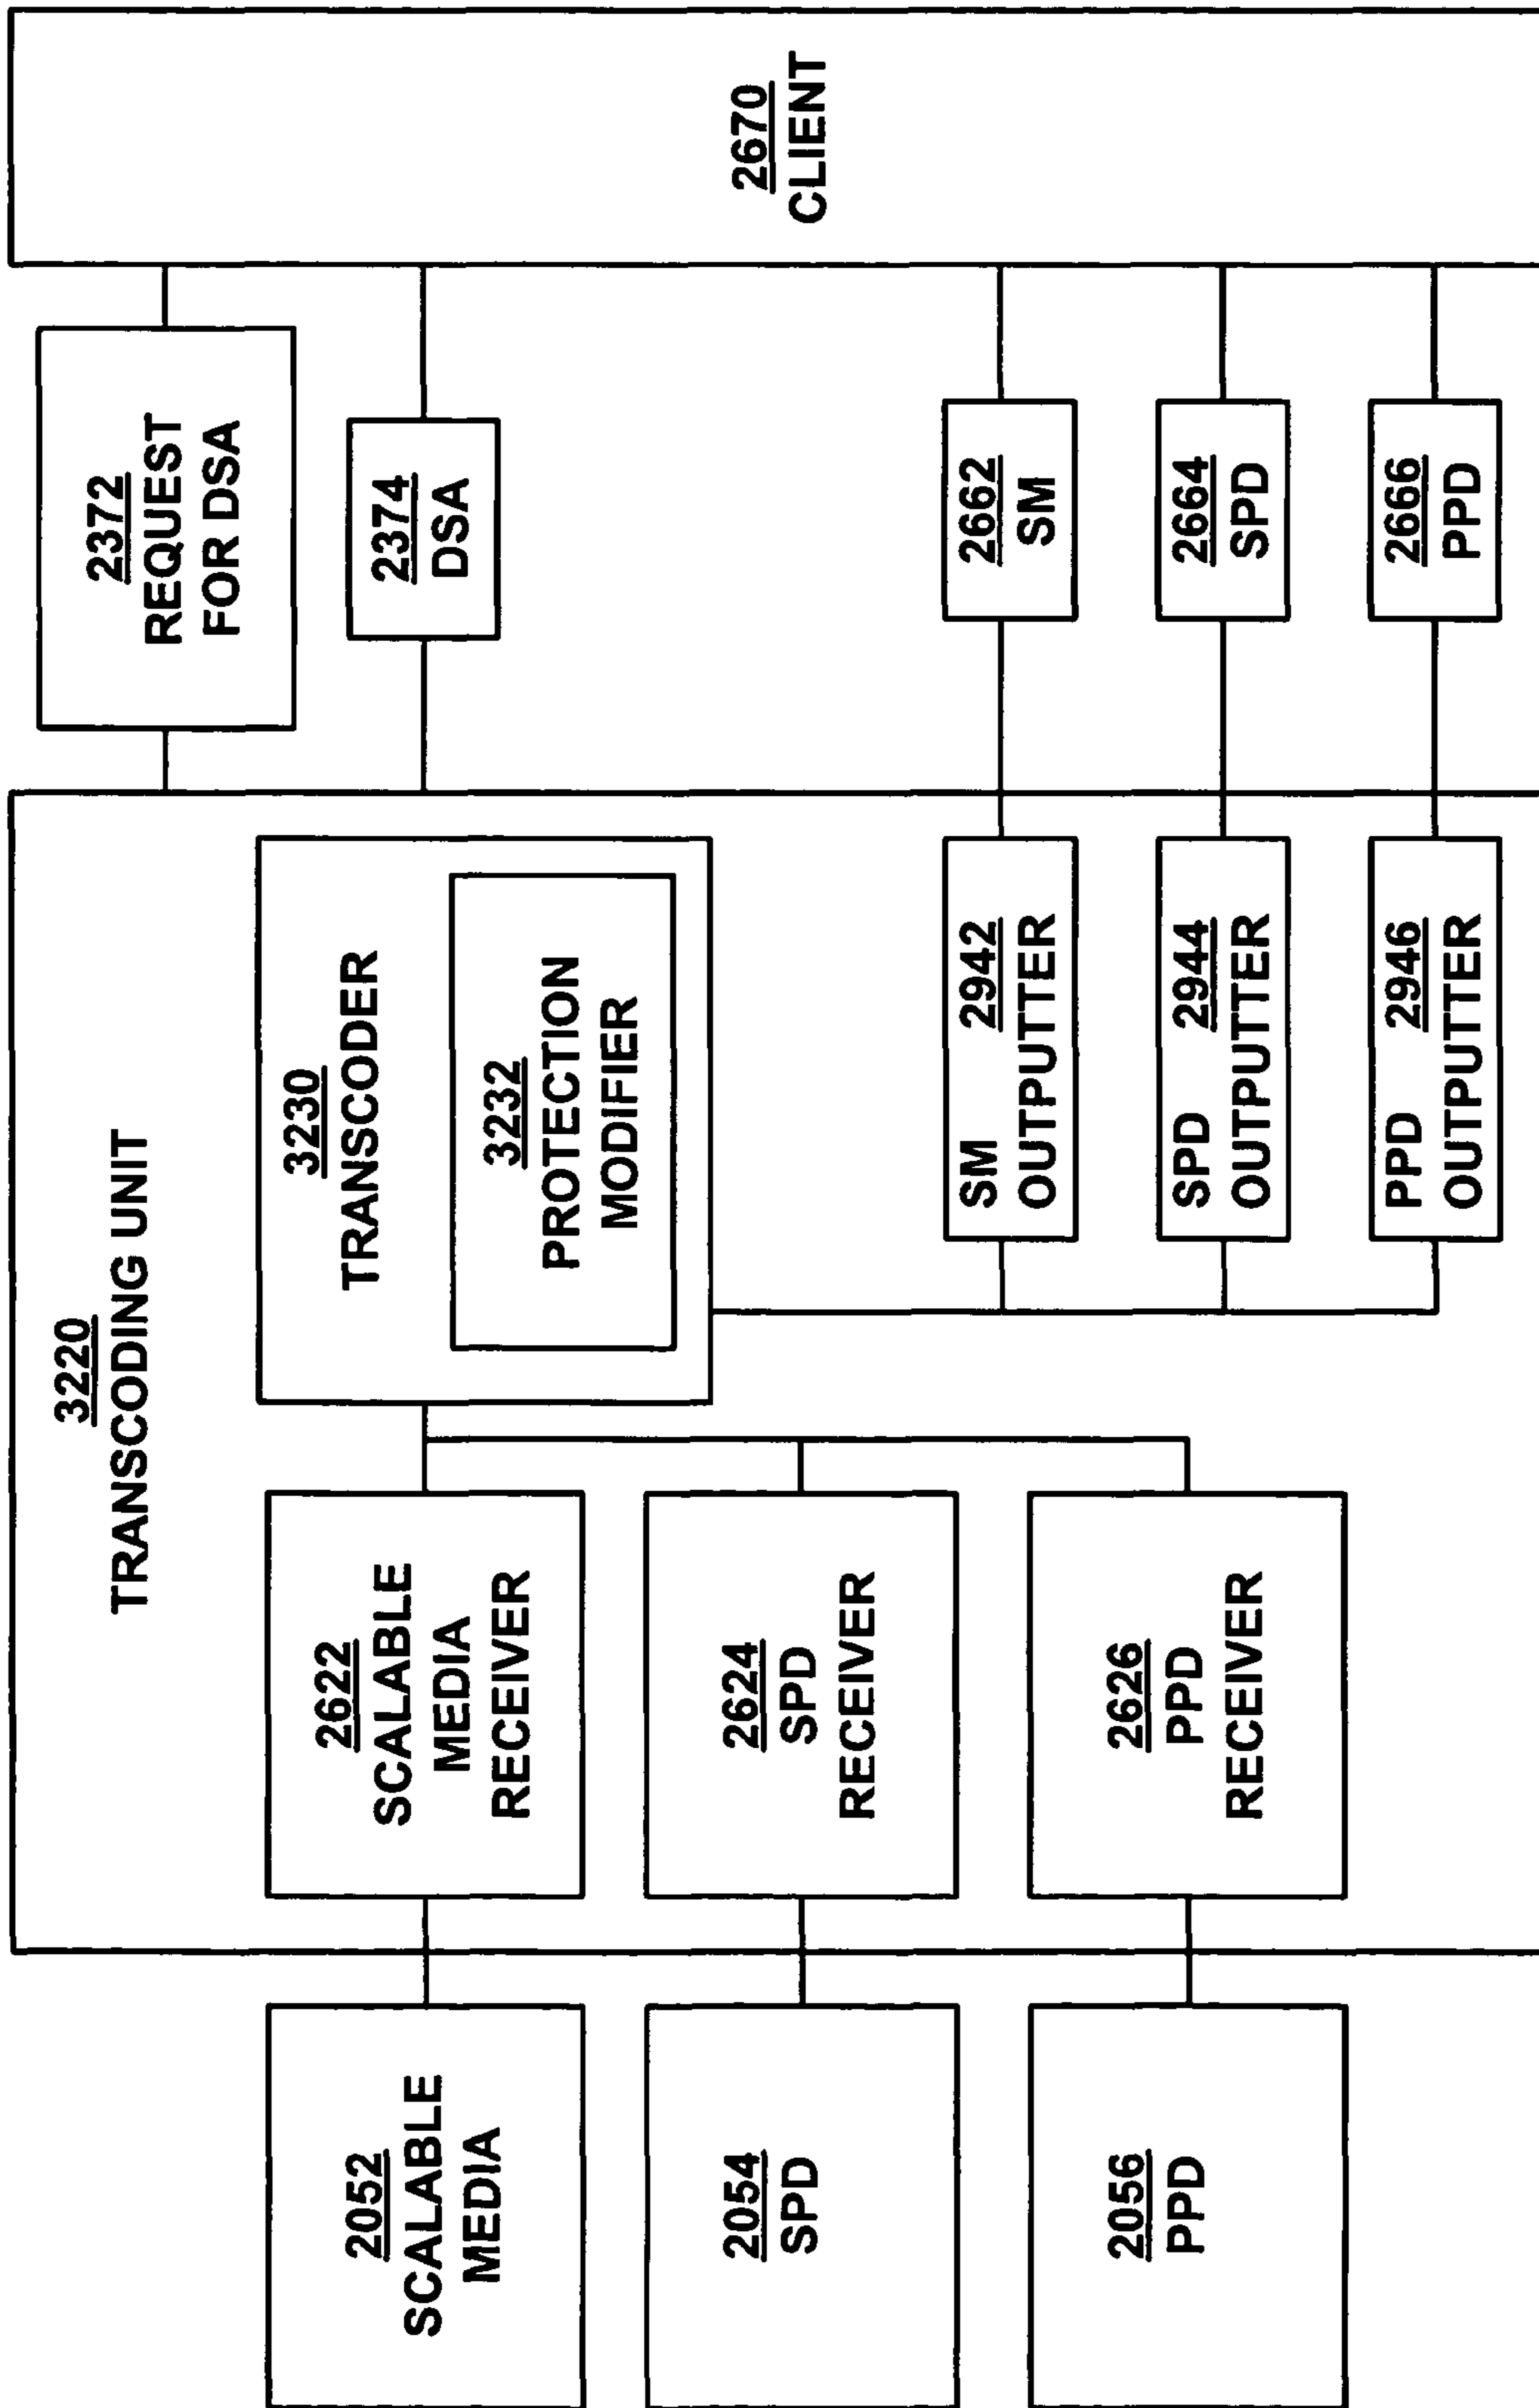 3220
TRANSCODING UNIT
2052
SCALABLE
MEDIA
2054
SPD
2056
PPD
2622
SCALABLE
MEDIA
RECEIVER
2624
SPD
RECEIVER
2626
PPD
RECEIVER
3230
TRANSCODER
3232
PROTECTION
MODIFIER
SM 2942
OUTPUTTER
SPD 2944
OUTPUTTER
PPD 2946
OUTPUTTER
2372
REQUEST
FOR DSA
2374
DSA
2662
SM
2664
SPD
2666
PPD
2670
CLIENT